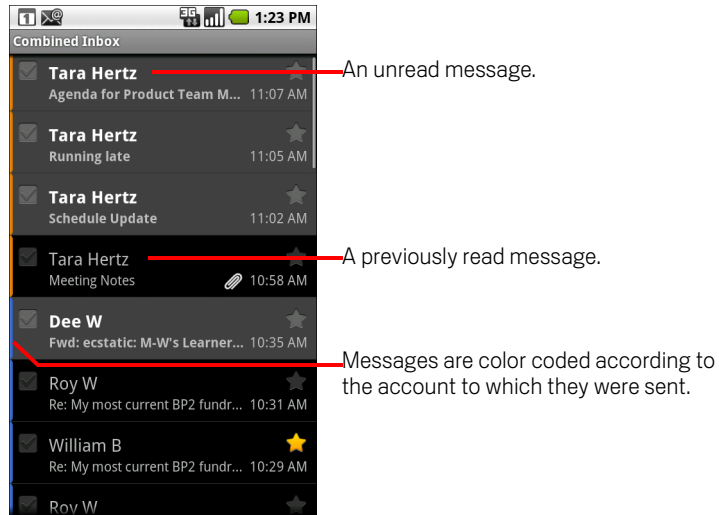 1 3G 1:23 PM
Combined Inbox
Tara Hertz
Agenda for Product Team M... 11:07 AM
An unread message.
Tara Hertz
Running late 11:05 AM
Tara Hertz
Schedule Update 11:02 AM
Tara Hertz
Meeting Notes 10:58 AM
A previously read message.
Dee W
Fwd: ecstatic: M-W's Learner... 10:35 AM
Messages are color coded according to
the account to which they were sent.
Roy W
Re: My most current BP2 fundr... 10:31 AM
William B
Re: My most current BP2 fundr... 10:29 AM
Roy W